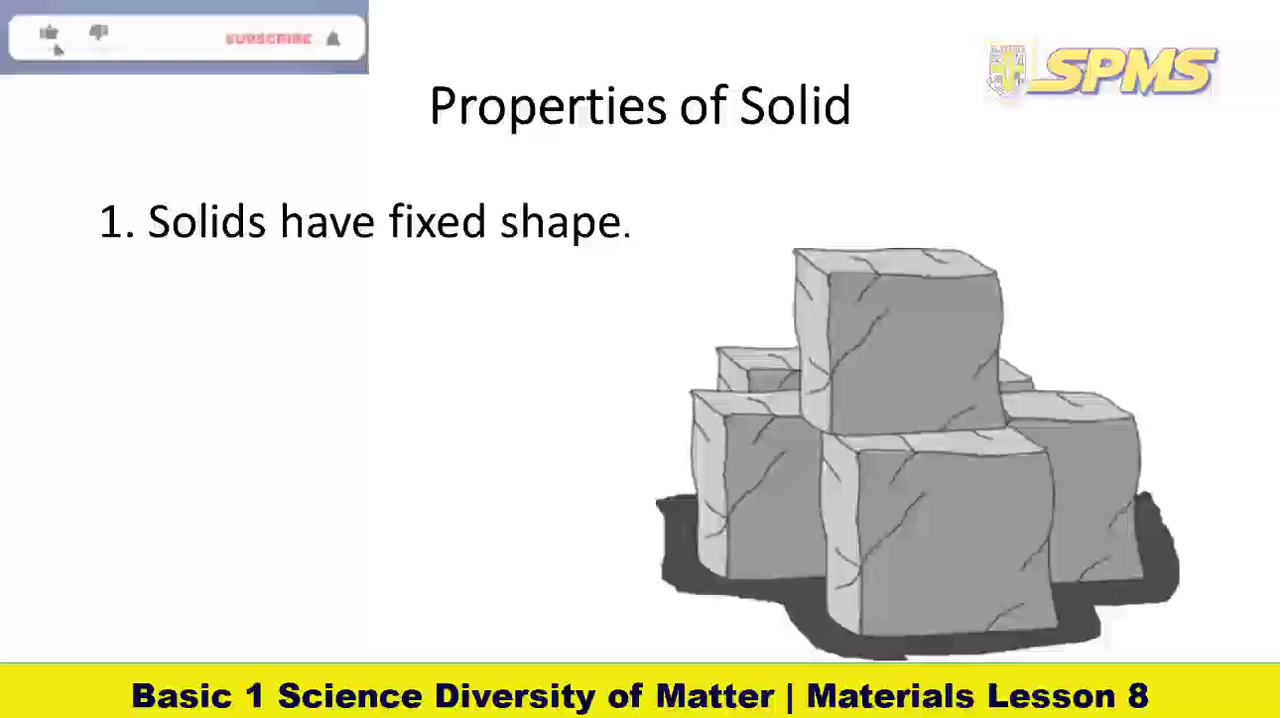 SUBSCRIBE
SPMS
Properties of Solid
1. Solids have fixed shape.
Basic 1 Science Diversity of Matter | Materials Lesson 8